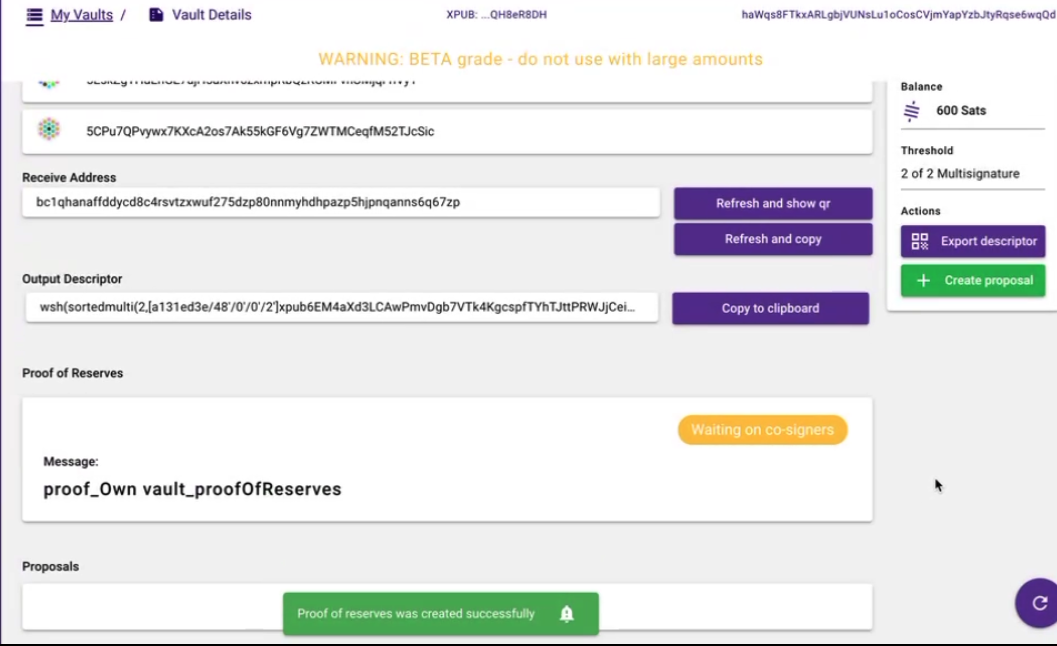 My Vaults / Vault Details
XPUB: ...QH8eR8DH
haWqs8FTkxARLgbjVUNsLu1oCosCVjmYapYzbJtyRqse6wqQd
WARNING: BETA grade - do not use with large amounts
5CPu7QPvywx7KXcA2os7Ak55kGF6Vg7ZWTMCeqfM52TJcSic
Receive Address
bc1qhanaffddycd8c4rsvtzxwuf275dzp80nnmyhdhpazp5hjpnqanns6q67zp
Refresh and show qr
Refresh and copy
Output Descriptor
wsh(sortedmulti(2,[a131ed3e/48'/0'/0'/2']xpub6EM4aXd3LCAwPmvDgb7VTk4KgcspfTYhTJttPRWJjCei...
Copy to clipboard
Proof of Reserves
Waiting on co-signers
Message:
proof_Own vault_proofOfReserves
Proposals
Proof of reserves was created successfully
Balance
600 Sats
Threshold
2 of 2 Multisignature
Actions
Export descriptor
+ Create proposal